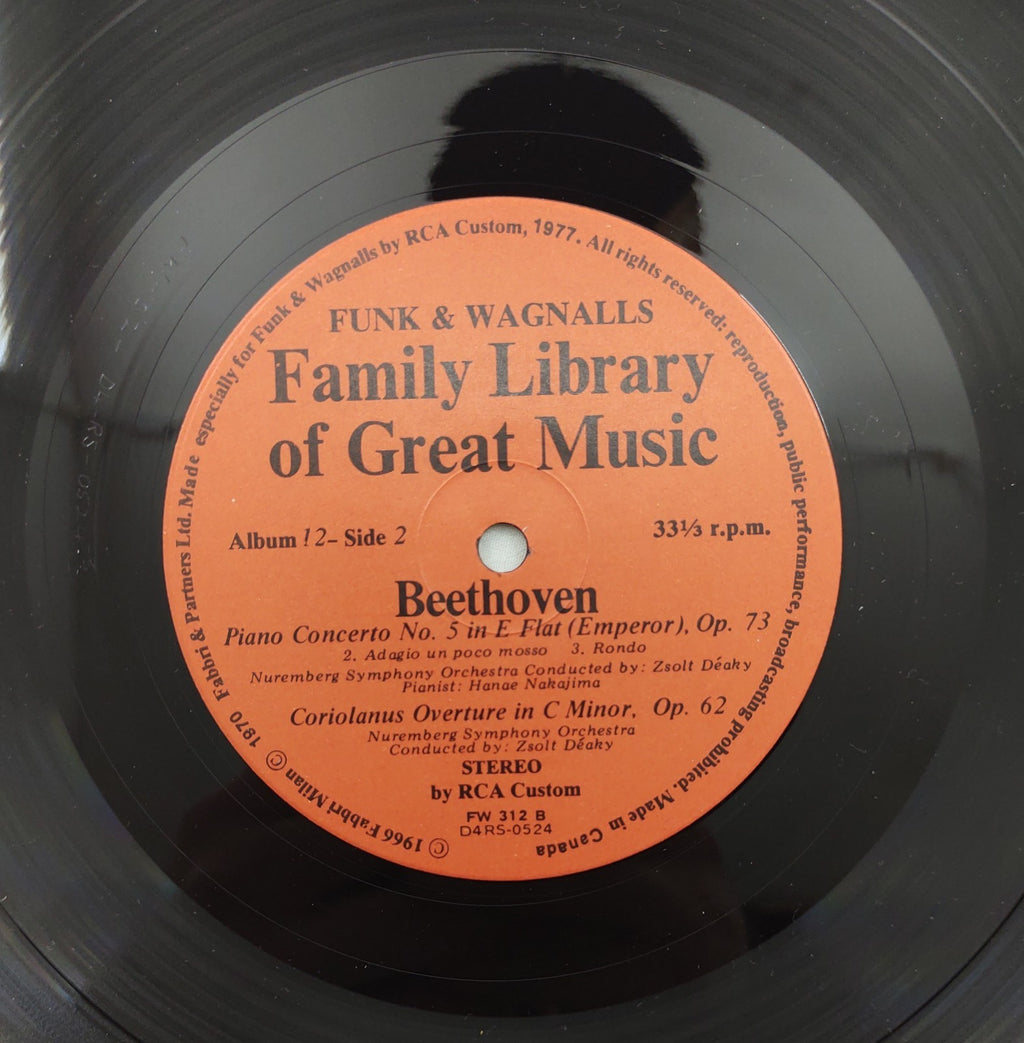 © 1966 Fabbri Milan © 1970 Fabbri & Partners Ltd. Made especially for Funk & Wagnalls by RCA Custom, 1977. All rights reserved: reproduction, public performance, broadcasting prohibited. Made in Canada
FUNK & WAGNALLS
Family Library
of Great Music
Album 12- Side 2
33⅓ r.p.m.
Beethoven
Piano Concerto No. 5 in E Flat (Emperor), Op. 73
2. Adagio un poco mosso 3. Rondo
Nuremberg Symphony Orchestra Conducted by: Zsolt Déaky
Pianist: Hanae Nakajima
Coriolanus Overture in C Minor, Op. 62
Nuremberg Symphony Orchestra
Conducted by: Zsolt Déaky
STEREO
by RCA Custom
FW 312 B
D4RS-0524